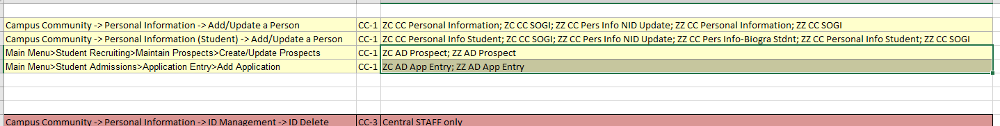 Campus Community -> Personal Information -> Add/Update a Person CC-1 ZC CC Personal Information; ZC CC SOGI; ZZ CC Pers Info NID Update; ZZ CC Personal Information; ZZ CC SOGI
Campus Community -> Personal Information (Student) -> Add/Update a Person CC-1 ZC CC Pers Info Student; ZC CC SOGI; ZZ CC Pers Info NID Update; ZZ CC Pers Info-Biogra Stdnt; ZZ CC Personal Info Student; ZZ CC SOGI
Main Menu>Student Recruiting>Maintain Prospects>Create/Update Prospects CC-1 ZC AD Prospect; ZZ AD Prospect
Main Menu>Student Admissions>Application Entry>Add Application CC-1 ZC AD App Entry; ZZ AD App Entry
Campus Community -> Personal Information -> ID Management -> ID Delete CC-3 Central STAFF only